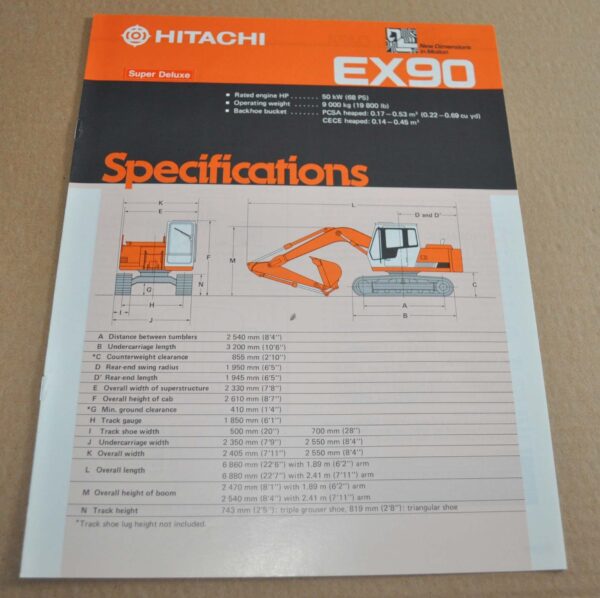 HITACHI
New Dimensions
in Motion
Super Deluxe
EX90
■ Rated engine HP ....... 50 kW (68 PS)
■ Operating weight ....... 9 000 kg (19 800 lb)
■ Backhoe bucket ....... PCSA heaped: 0.17–0.53 m³ (0.22–0.69 cu yd)
CECE heaped: 0.14–0.45 m³
Specifications
K
E
F
N
G
H
I
J
L
D and D'
M
C
A
B
A Distance between tumblers 2 540 mm (8'4")
B Undercarriage length 3 200 mm (10'6")
*C Counterweight clearance 855 mm (2'10")
D Rear-end swing radius 1 950 mm (6'5")
D' Rear-end length 1 945 mm (6'5")
E Overall width of superstructure 2 330 mm (7'8")
F Overall height of cab 2 610 mm (8'7")
*G Min. ground clearance 410 mm (1'4")
H Track gauge 1 850 mm (6'1")
I Track shoe width 500 mm (20") 700 mm (28")
J Undercarriage width 2 350 mm (7'9") 2 550 mm (8'4")
K Overall width 2 405 mm (7'11") 2 550 mm (8'4")
L Overall length 6 860 mm (22'6") with 1.89 m (6'2") arm
6 880 mm (22'7") with 2.41 m (7'11") arm
M Overall height of boom 2 470 mm (8'1") with 1.89 m (6'2") arm
2 540 mm (8'4") with 2.41 m (7'11") arm
N Track height 743 mm (2'5"): triple grouser shoe, 819 mm (2'8"): triangular shoe
*Track shoe lug height not included.